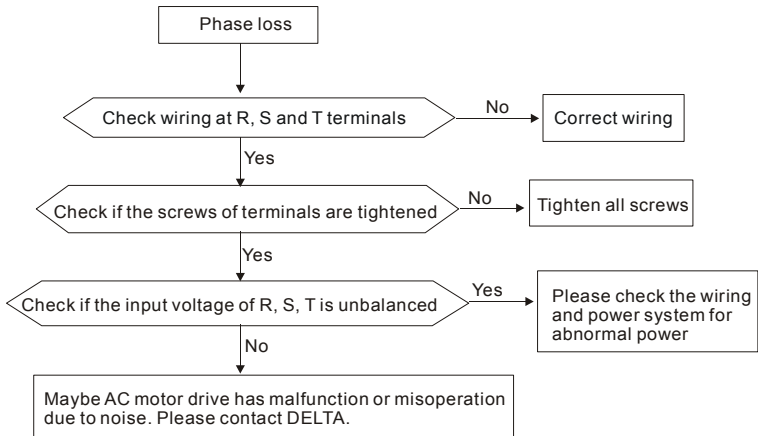 Phase loss
Check wiring at R, S and T terminals
No
Correct wiring
Yes
Check if the screws of terminals are tightened
No
Tighten all screws
Yes
Check if the input voltage of R, S, T is unbalanced
Yes
Please check the wiring
and power system for
abnormal power
No
Maybe AC motor drive has malfunction or misoperation
due to noise. Please contact DELTA.